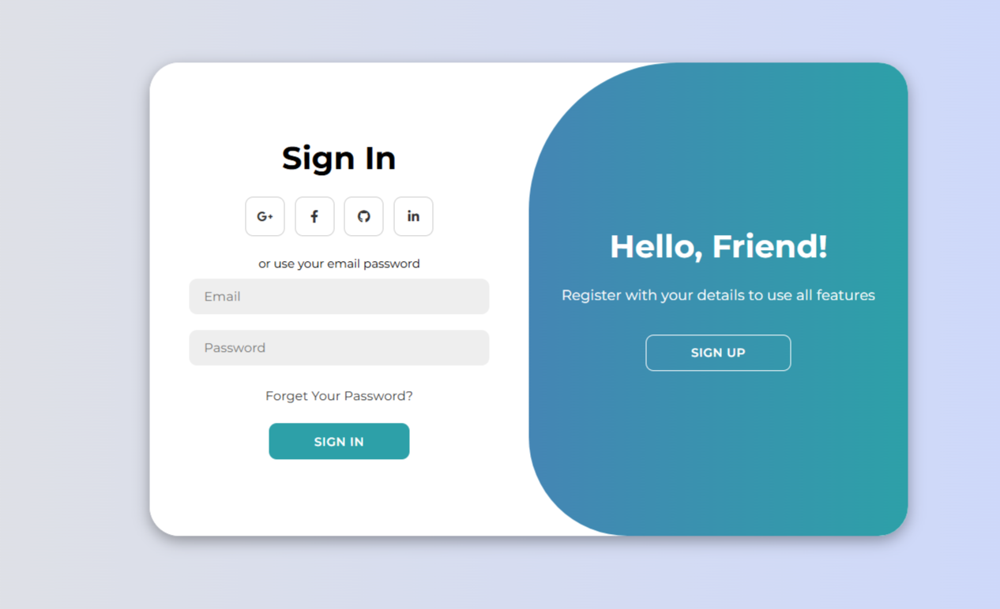 Sign In
G+ f in
or use your email password
Email
Password
Forget Your Password?
SIGN IN
Hello, Friend!
Register with your details to use all features
SIGN UP